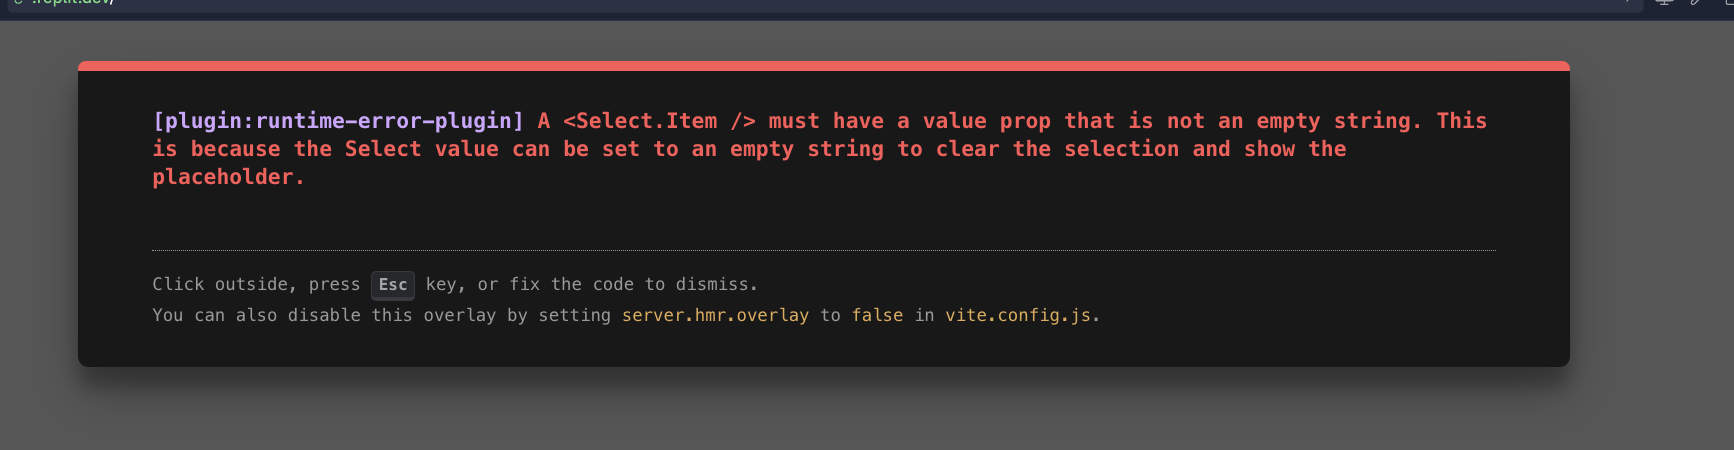 .replit.dev/
[plugin:runtime-error-plugin] A <Select.Item /> must have a value prop that is not an empty string. This
is because the Select value can be set to an empty string to clear the selection and show the
placeholder.
Click outside, press Esc key, or fix the code to dismiss.
You can also disable this overlay by setting server.hmr.overlay to false in vite.config.js.